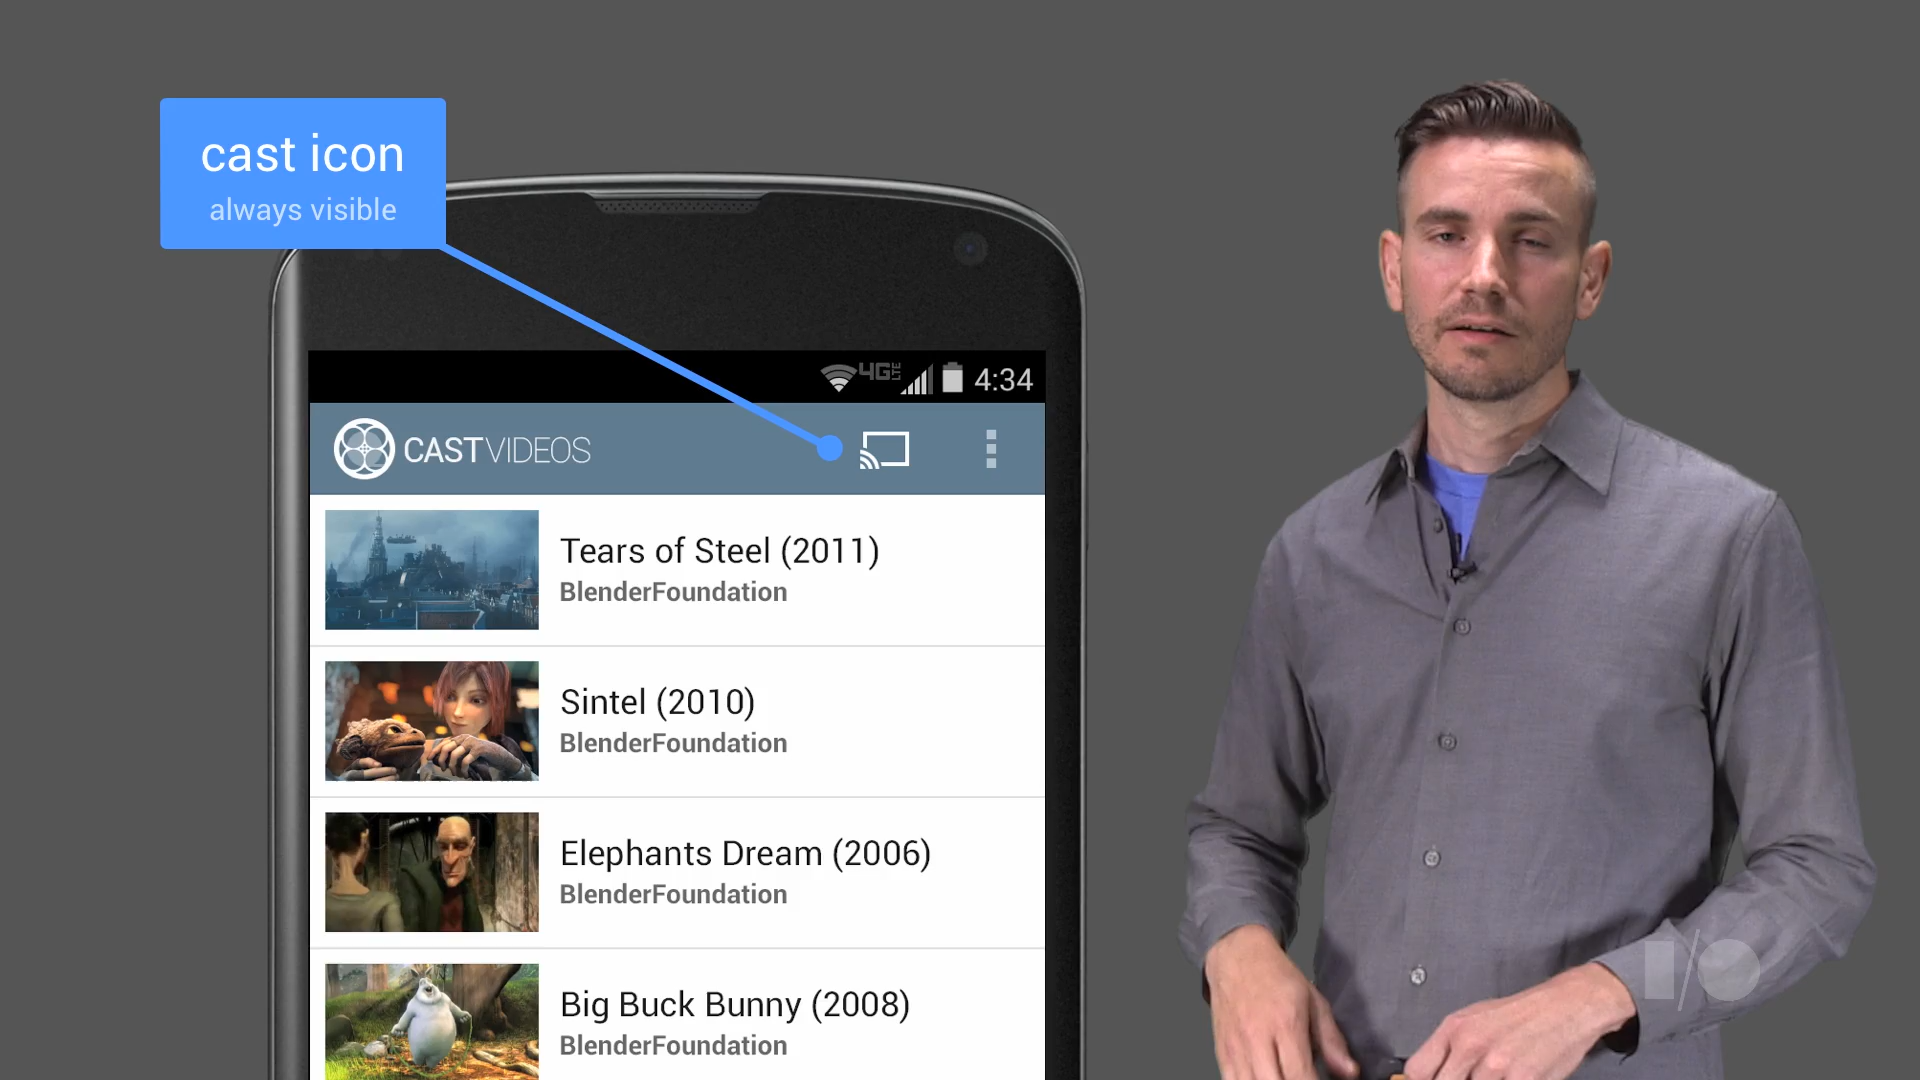 cast icon
always visible
4G LTE
4:34
CASTVIDEOS
Tears of Steel (2011)
BlenderFoundation
Sintel (2010)
BlenderFoundation
Elephants Dream (2006)
BlenderFoundation
Big Buck Bunny (2008)
BlenderFoundation
I/O